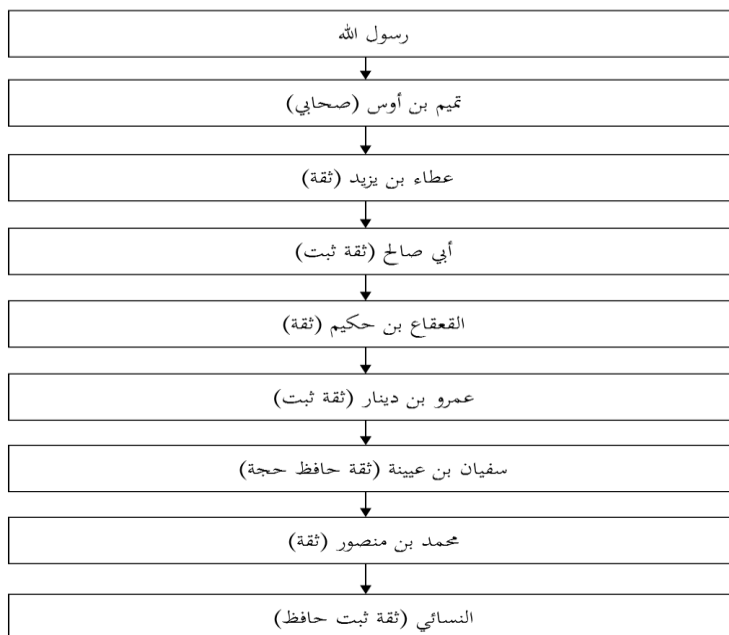 رسول الله
تميم بن أوس (صحابي)
عطاء بن يزيد (ثقة)
أبي صالح (ثقة ثبت)
القعقاع بن حكيم (ثقة)
عمرو بن دينار (ثقة ثبت)
سفيان بن عيينة (ثقة حافظ حجة)
محمد بن منصور (ثقة)
النسائي (ثقة ثبت حافظ)